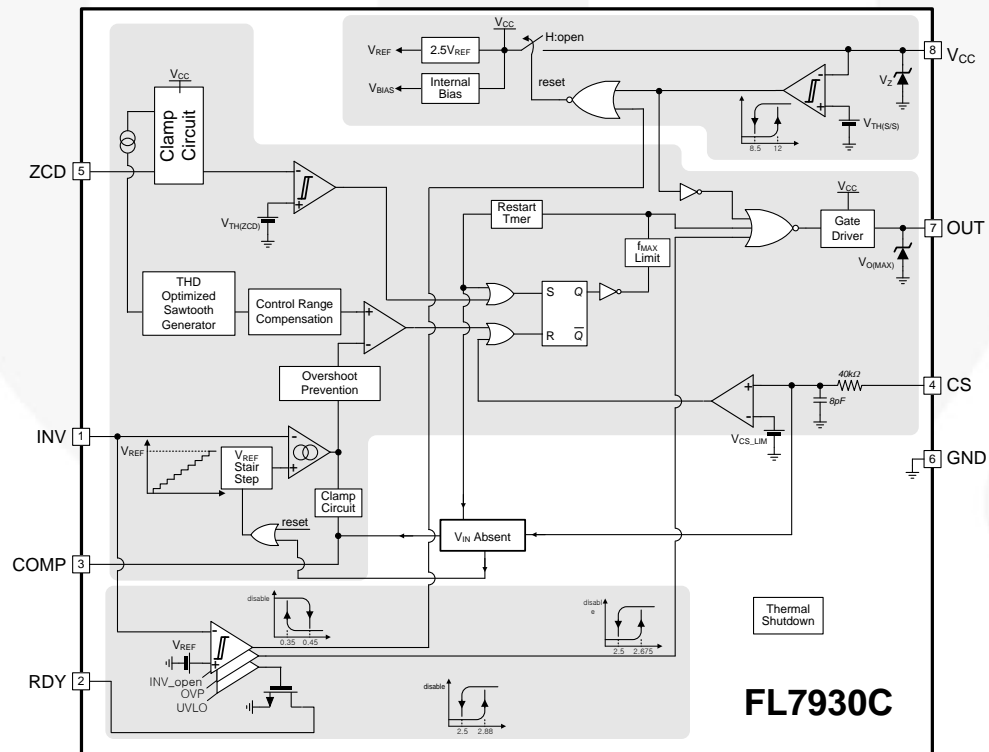 VCC
H:open
VREF
2.5VREF
8
VCC
VBIAS
Internal
Bias
reset
VZ
VTH(S/S)
8.5 12
VCC
Clamp
Circuit
ZCD
5
VTH(ZCD)
Restart
Tmer
VCC
Gate
Driver
7
OUT
fMAX
Limit
VO(MAX)
THD
Optimized
Sawtooth
Generator
Control Range
Compensation
S Q
R Q
Overshoot
Prevention
40kΩ
4
CS
8pF
VCS_LIM
INV
1
VREF
VREF
Stair
Step
Clamp
Circuit
6
GND
reset
VIN Absent
COMP
3
disable
0.35 0.45
disabl
e
2.5 2.675
Thermal
Shutdown
VREF
INV_open
OVP
UVLO
RDY
2
disable
2.5 2.88
FL7930C